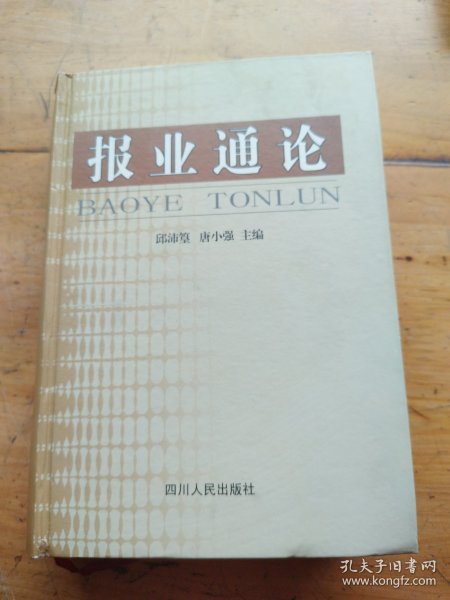 报业通论
BAOYE TONLUN
邱沛篁 唐小强 主编
四川人民出版社
孔夫子旧书网
www.kongfz.com